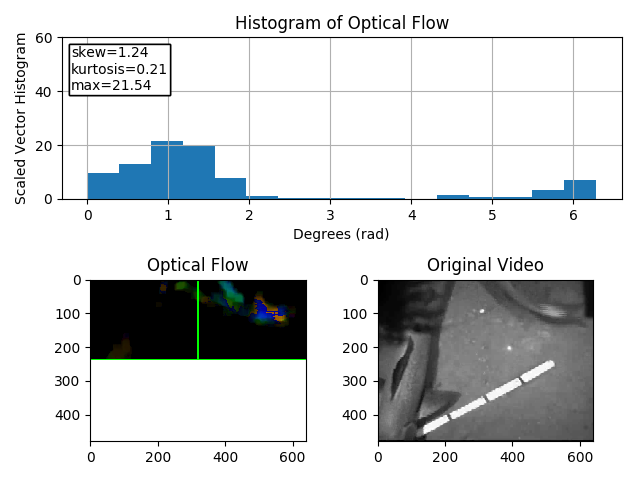 Histogram of Optical Flow
60
40
20
0
Scaled Vector Histogram
skew=1.24
kurtosis=0.21
max=21.54
0 1 2 3 4 5 6
Degrees (rad)
Optical Flow
0
100
200
300
400
0 200 400 600
Original Video
0
100
200
300
400
0 200 400 600